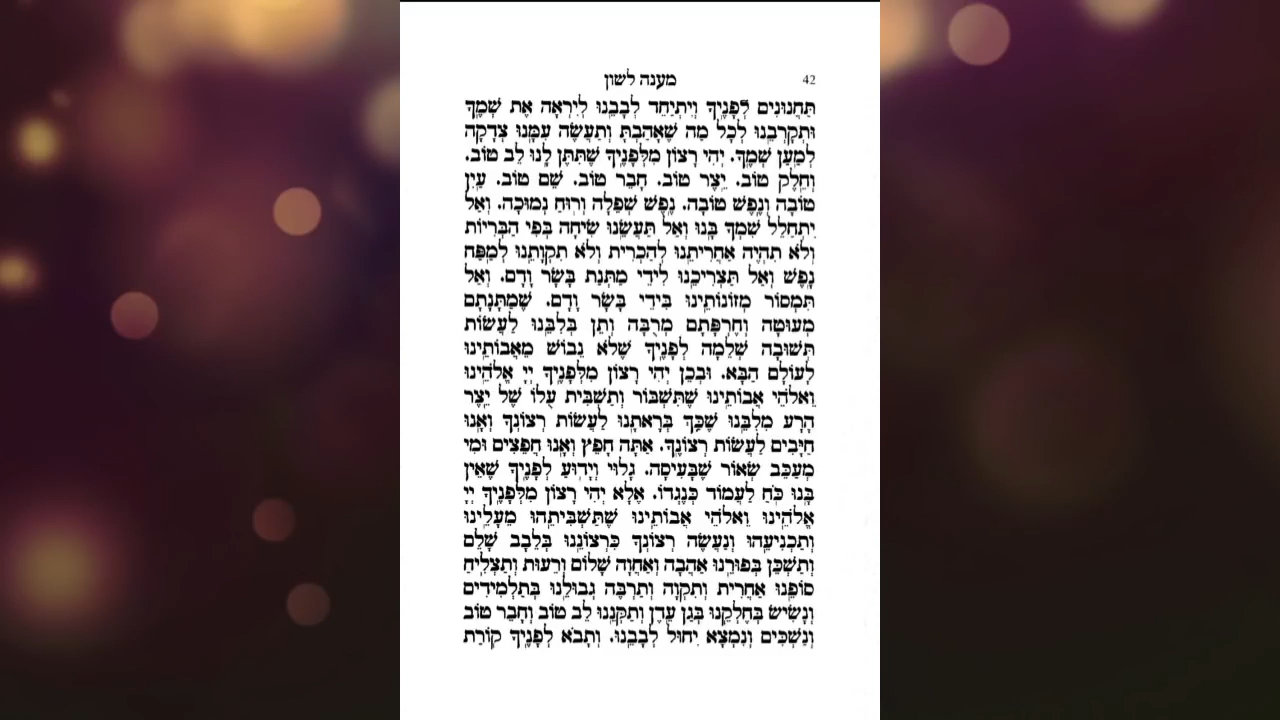 42 מענה לשון
תַּחֲנוּנִים לְפָנֶיךָ וְיִתְיַחֵד לְבָבֵנוּ לְיִרְאָה אֶת שְׁמֶךָ
וּתְקָרְבֵנוּ לְכָל מַה שֶּׁאָהַבְתָּ וְתַעֲשֶׂה עִמָּנוּ צְדָקָה
לְמַעַן שְׁמֶךָ. יְהִי רָצוֹן מִלְּפָנֶיךָ שֶׁתִּתֶּן לָנוּ לֵב טוֹב.
וְחֵלֶק טוֹב. יֵצֶר טוֹב. חָבֵר טוֹב. שֵׁם טוֹב. עַיִן
טוֹבָה וְנֶפֶשׁ טוֹבָה. נֶפֶשׁ שְׁפֵלָה וְרוּחַ נְמוּכָה. וְאַל
יִתְחַלֵּל שִׁמְךָ בָּנוּ וְאַל תַּעֲשֵׂנוּ שִׂיחָה בְּפִי הַבְּרִיּוֹת
וְלֹא תִהְיֶה אַחֲרִיתֵנוּ לְהַכְרִית וְלֹא תִקְוָתֵנוּ לְמַפַּח
נֶפֶשׁ וְאַל תַּצְרִיכֵנוּ לִידֵי מַתְּנַת בָּשָׂר וָדָם. וְאַל
תִּמְסוֹר מְזוֹנוֹתֵינוּ בִּידֵי בָּשָׂר וָדָם. שֶׁמַּתְּנָתָם
מְעוּטָה וְחֶרְפָּתָם מְרֻבָּה וְתֵן בְּלִבֵּנוּ לַעֲשׂוֹת
תְּשׁוּבָה שְׁלֵמָה לְפָנֶיךָ שֶׁלֹּא נֵבוֹשׁ מֵאֲבוֹתֵינוּ
לְעוֹלָם הַבָּא. וּבְכֵן יְהִי רָצוֹן מִלְּפָנֶיךָ יְיָ אֱלֹהֵינוּ
וֵאלֹהֵי אֲבוֹתֵינוּ שֶׁתִּשְׁבּוֹר וְתַשְׁבִּית עֻלּוֹ שֶׁל יֵצֶר
הָרָע מִלִּבֵּנוּ שֶׁכָּךְ בְּרָאתָנוּ לַעֲשׂוֹת רְצוֹנְךָ וְאָנוּ
חַיָּבִים לַעֲשׂוֹת רְצוֹנֶךָ. אַתָּה חָפֵץ וְאָנוּ חֲפֵצִים וּמִי
מְעַכֵּב שְׂאוֹר שֶׁבָּעִיסָה. גָּלוּי וְיָדוּעַ לְפָנֶיךָ שֶׁאֵין
בָּנוּ כֹּחַ לַעֲמוֹד כְּנֶגְדּוֹ. אֶלָּא יְהִי רָצוֹן מִלְּפָנֶיךָ יְיָ
אֱלֹהֵינוּ וֵאלֹהֵי אֲבוֹתֵינוּ שֶׁתַּשְׁבִּיתֵהוּ מֵעָלֵינוּ
וְתַכְנִיעֵהוּ וְנַעֲשֶׂה רְצוֹנְךָ כִּרְצוֹנֵנוּ בְּלֵבָב שָׁלֵם
וְתַשְׁכֵּן בְּפוּרֵנוּ אַהֲבָה וְאַחֲוָה שָׁלוֹם וְרֵעוּת וְתַצְלִיחַ
סוֹפֵנוּ אַחֲרִית וְתִקְוָה וְתַרְבֶּה גְבוּלֵנוּ בְּתַלְמִידִים
וְנָשִׂישׂ בְּחֶלְקֵנוּ בְּגַן עֵדֶן וּתְקְנֵנוּ לֵב טוֹב וְחָבֵר טוֹב
וְנַשְׁכִּים וְנִמְצָא יִחוּל לְבָבֵנוּ. וְתָבֹא לְפָנֶיךָ קוֹרַת